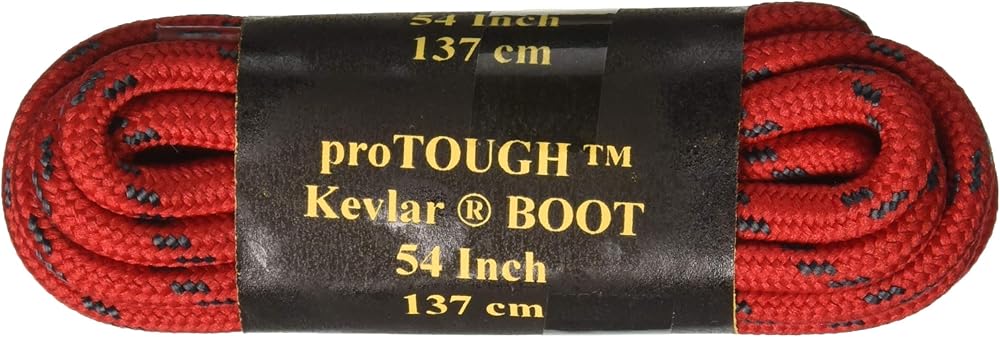 54 Inch
137 cm
proTOUGH ™
Kevlar ® BOOT
54 Inch
137 cm